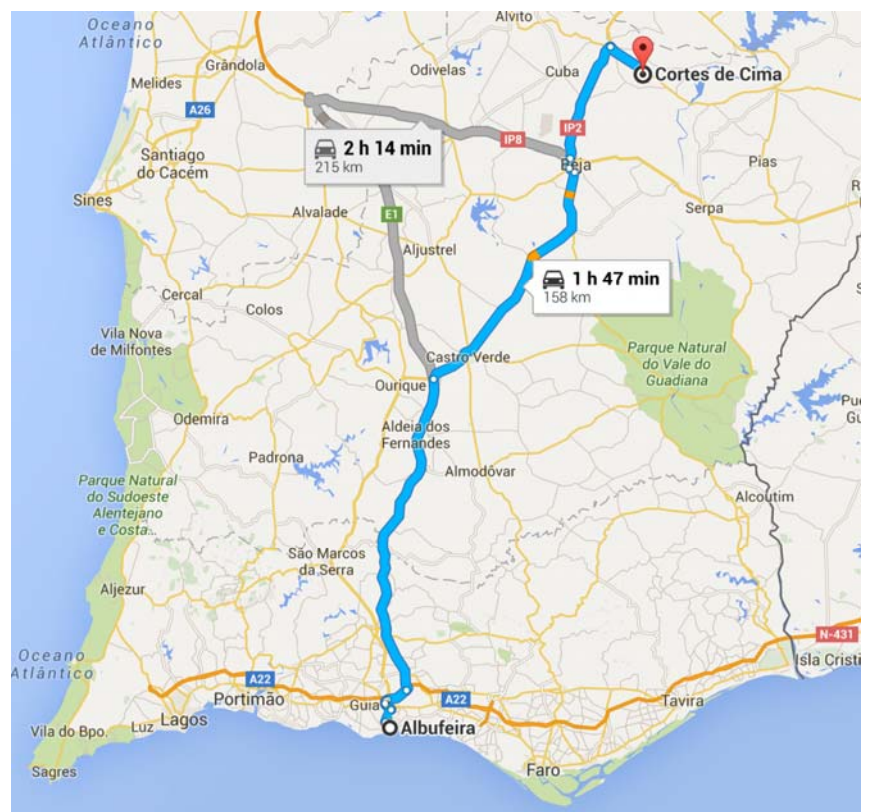 Oceano
Atlântico
Alvito
Grândola
Odivelas
Cuba
Cortes de Cima
Melides
A26
IP2
2 h 14 min
215 km
IP8
Beja
Santiago
do Cacém
Pias
Sines
Alvalade
E1
Serpa
Aljustrel
1 h 47 min
158 km
Cercal
Colos
Vila Nova
de Milfontes
Castro Verde
Parque Natural
do Vale do
Guadiana
Ourique
Odemira
Aldeia dos
Fernandes
Padrona
Almodôvar
Parque Natural
do Sudoeste
Alentejano
e Costa...
Alcoutim
São Marcos
da Serra
Aljezur
N-431
Oceano
Atlântico
Isla Cristi
A22
Portimão
Guia
A22
Tavira
Vila do Bpo.
Luz
Lagos
Albufeira
Sagres
Faro